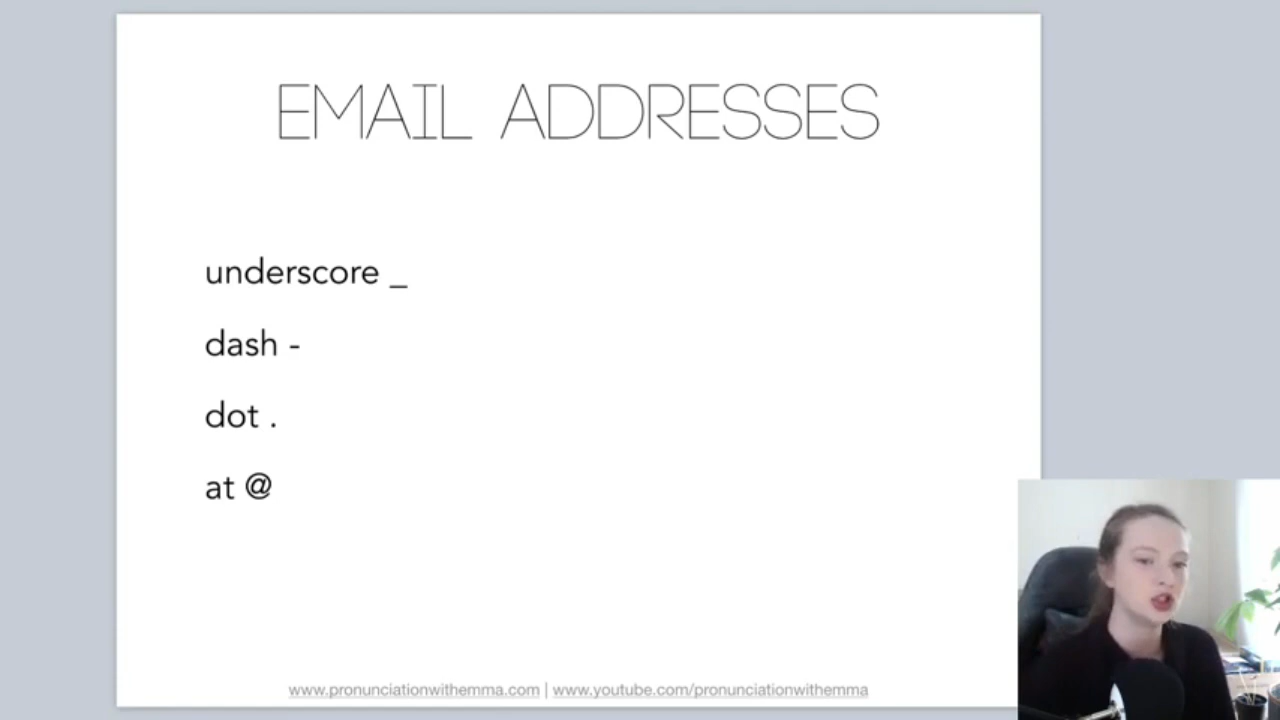 EMAIL ADDRESSES
underscore _
dash -
dot .
at @
www.pronunciationwithemma.com | www.youtube.com/pronunciationwithemma